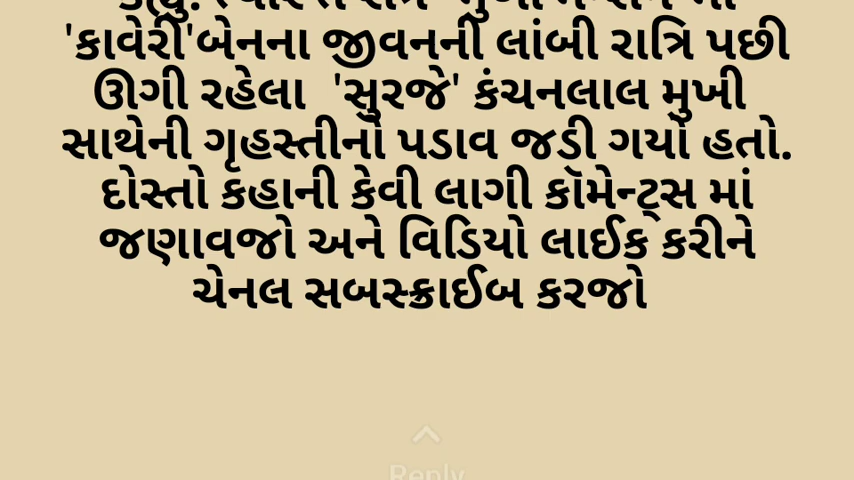 'કાવેરી'બેનના જીવનની લાંબી રાત્રિ પછી
ઊગી રહેલા 'સુરજે' કંચનલાલ મુખી
સાથેની ગૃહસ્તીનો પડાવ જડી ગયો હતો.
દોસ્તો કહાની કેવી લાગી કૉમેન્ટ્સ માં
જણાવજો અને વિડિયો લાઈક કરીને
ચેનલ સબસ્ક્રાઈબ કરજો
Reply